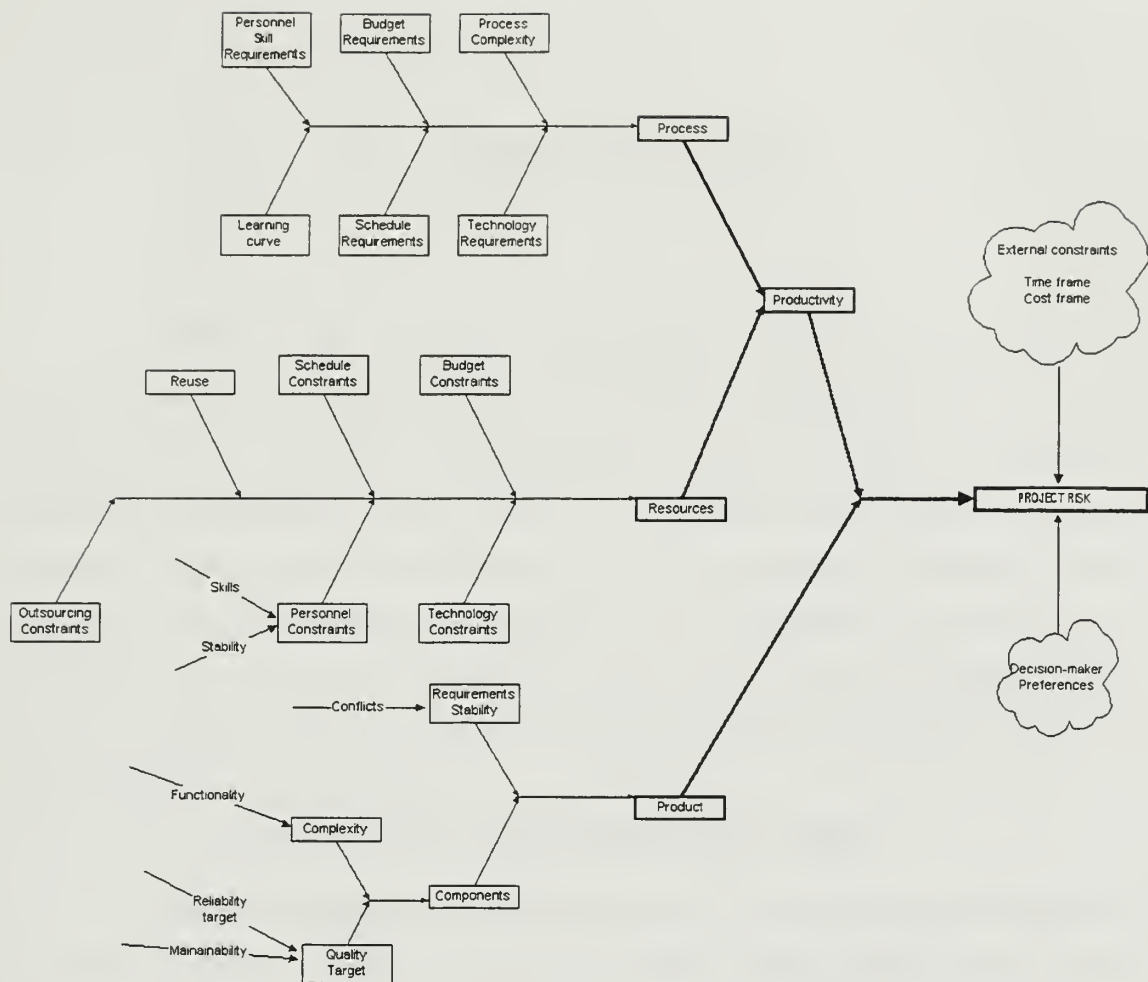 Personnel
Skill
Requirements
Budget
Requirements
Process
Complexity
Process
Learning
curve
Schedule
Requirements
Technology
Requirements
External constraints
Time frame
Cost frame
Productivity
Reuse
Schedule
Constraints
Budget
Constraints
Resources
PROJECT RISK
Skills
Outsourcing
Constraints
Personnel
Constraints
Technology
Constraints
Stability
Decision-maker
Preferences
Conflicts
Requirements
Stability
Functionality
Product
Complexity
Reliability
target
Components
Mainainability
Quality
Target